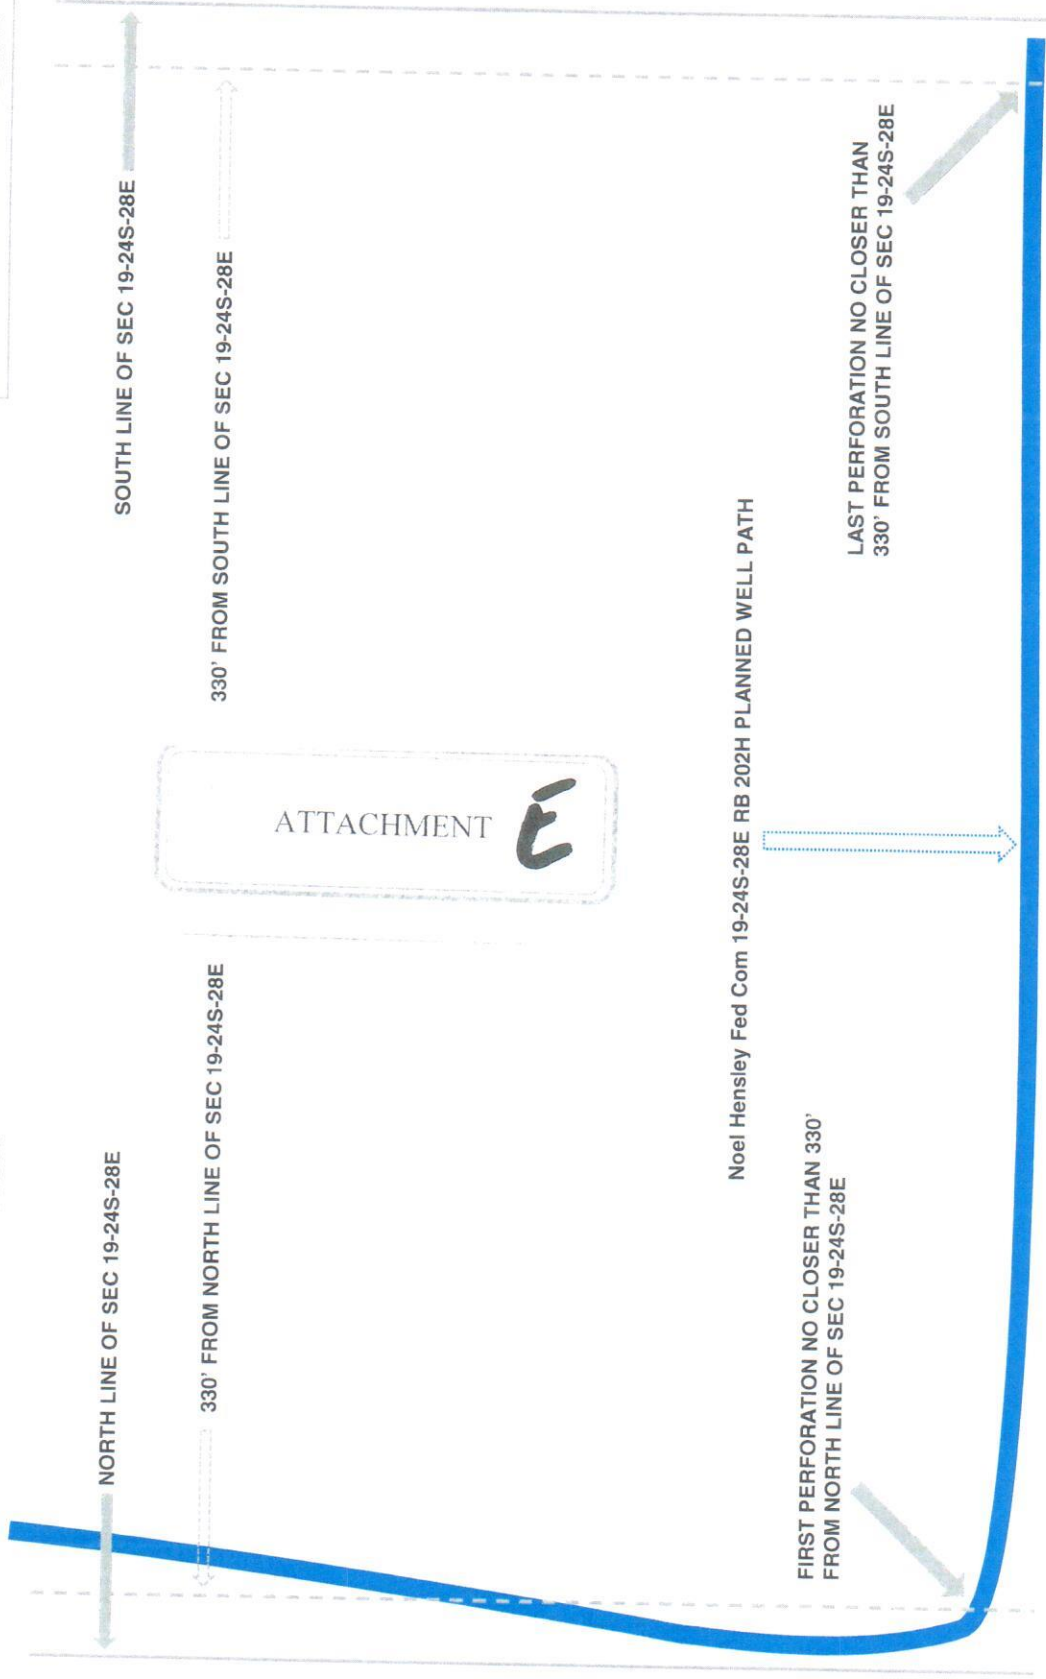 NORTH LINE OF SEC 19-24S-28E
SOUTH LINE OF SEC 19-24S-28E
330' FROM NORTH LINE OF SEC 19-24S-28E
330' FROM SOUTH LINE OF SEC 19-24S-28E
ATTACHMENT E
Noel Hensley Fed Com 19-24S-28E RB 202H PLANNED WELL PATH
FIRST PERFORATION NO CLOSER THAN 330'
FROM NORTH LINE OF SEC 19-24S-28E
LAST PERFORATION NO CLOSER THAN
330' FROM SOUTH LINE OF SEC 19-24S-28E